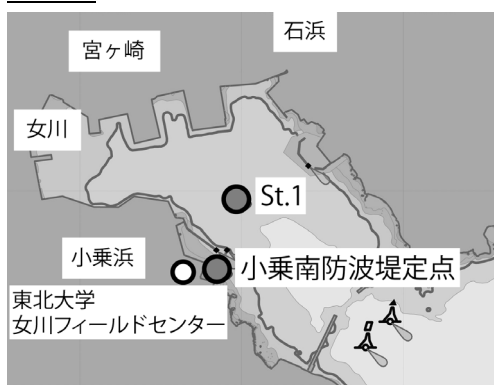 石浜
宮ヶ崎
女川
St.1
小乗浜
小乗南防波堤定点
東北大学
女川フィールドセンター